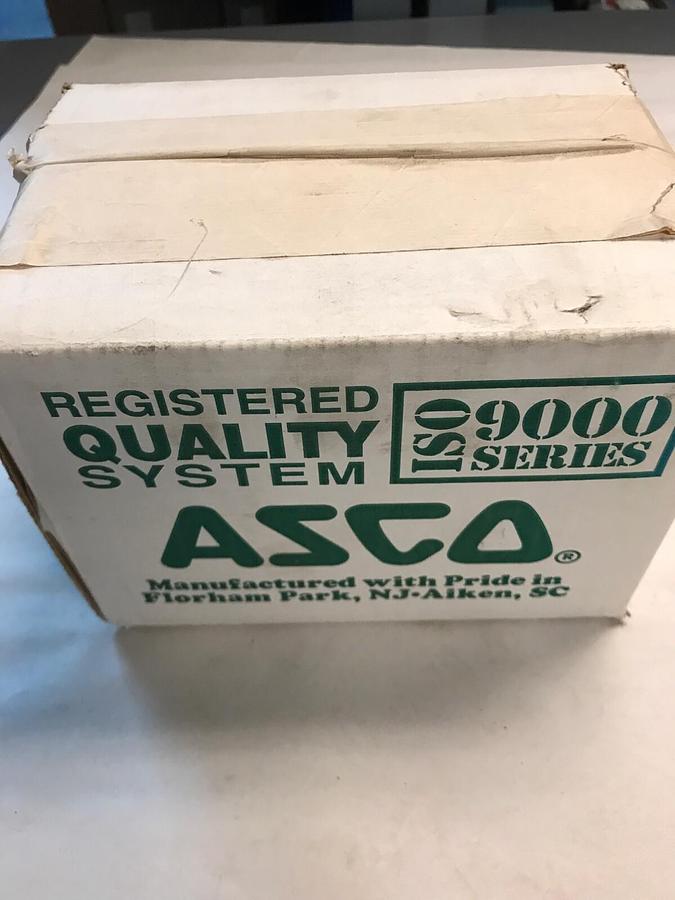 REGISTERED
QUALITY
SYSTEM
ISO 9000
SERIES
ASCO®
Manufactured with Pride in
Florham Park, NJ•Aiken, SC